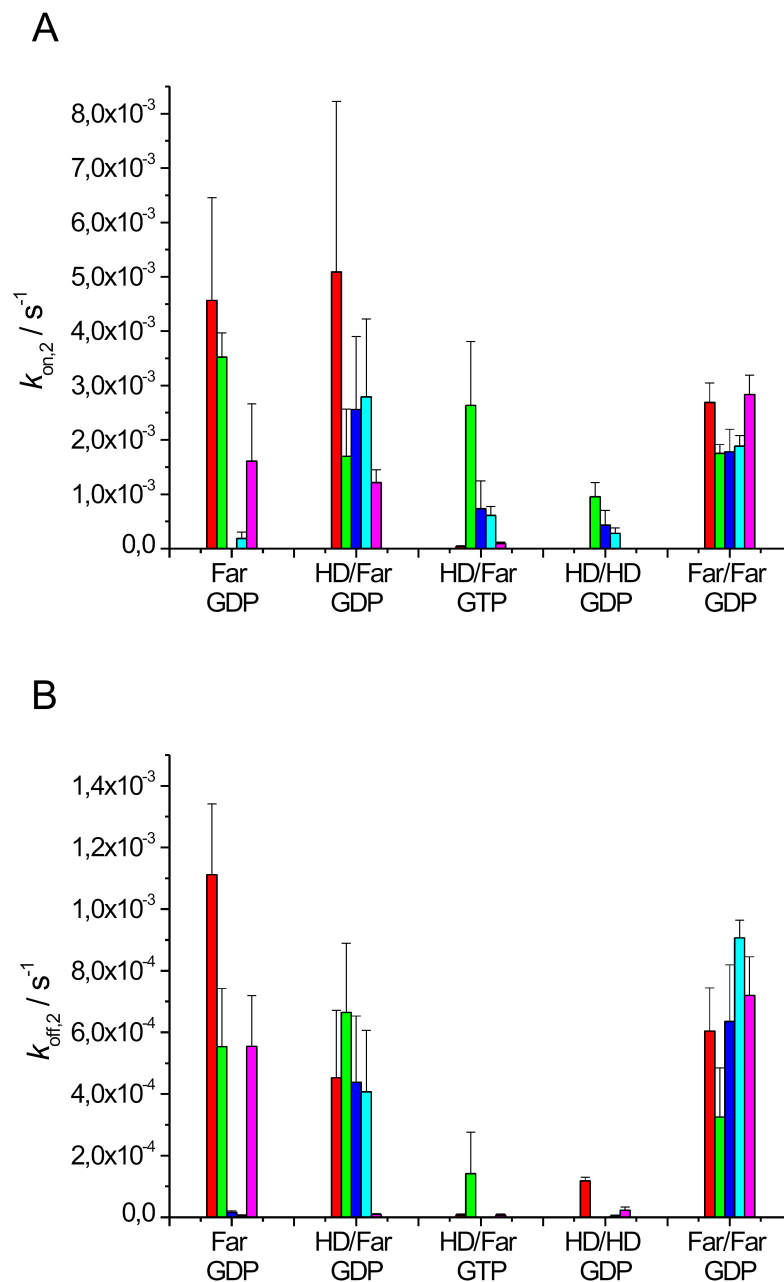 A
8,0x10⁻³
7,0x10⁻³
6,0x10⁻³
5,0x10⁻³
4,0x10⁻³
3,0x10⁻³
2,0x10⁻³
1,0x10⁻³
0,0
k on,2 / s⁻¹
Far HD/Far HD/Far HD/HD Far/Far
GDP GDP GTP GDP GDP
B
1,4x10⁻³
1,2x10⁻³
1,0x10⁻³
8,0x10⁻⁴
6,0x10⁻⁴
4,0x10⁻⁴
2,0x10⁻⁴
0,0
k off,2 / s⁻¹
Far HD/Far HD/Far HD/HD Far/Far
GDP GDP GTP GDP GDP